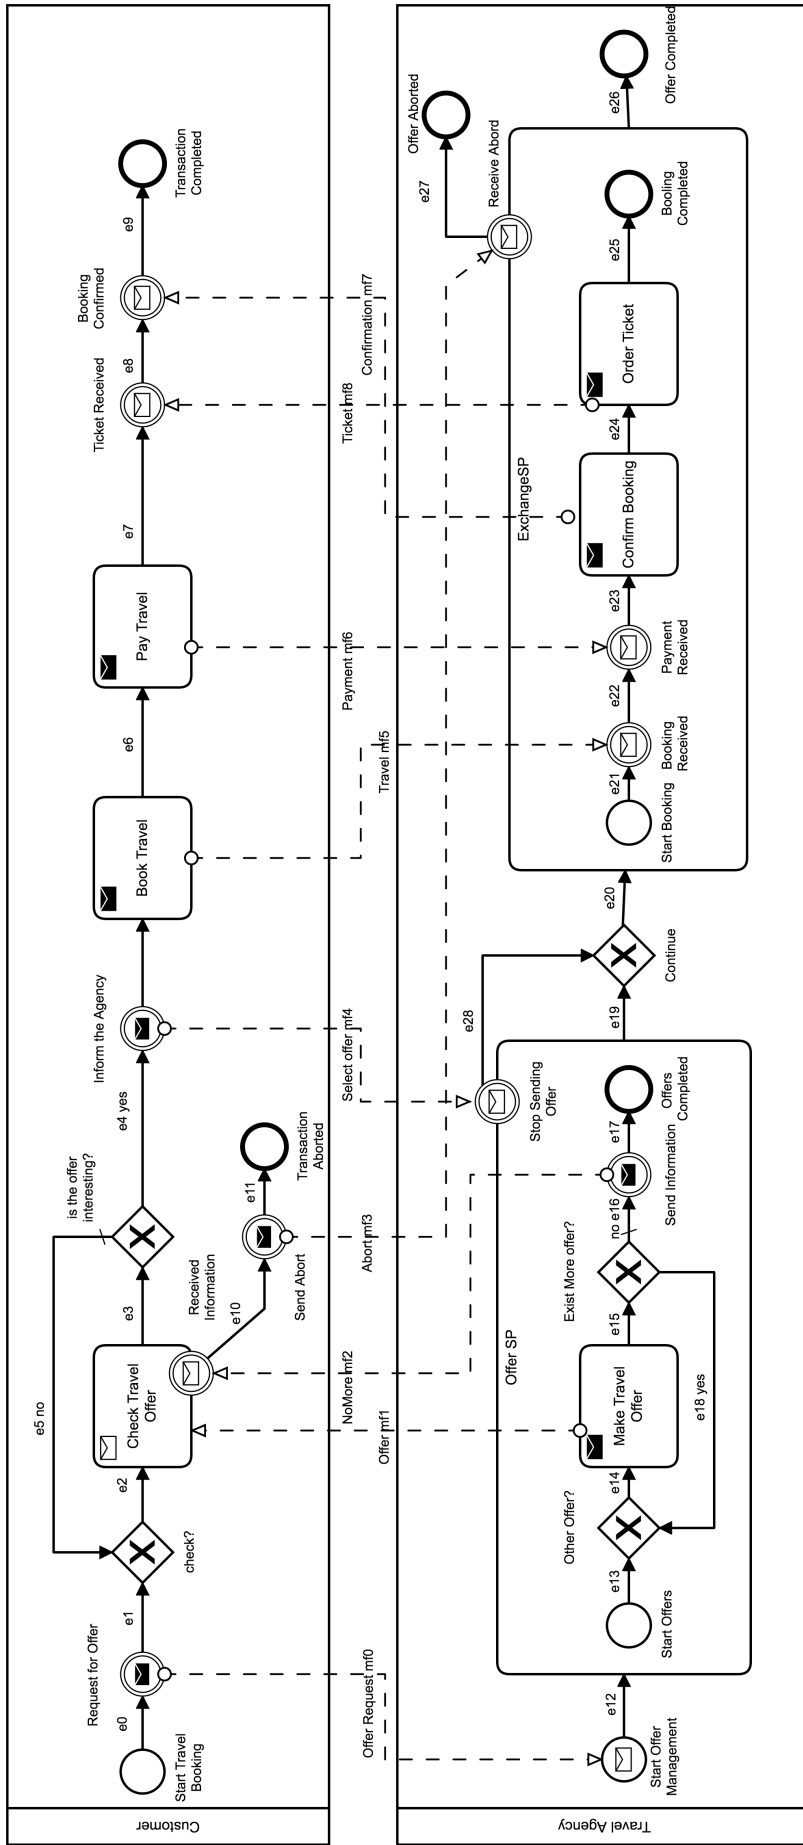 Customer
Start Travel
Booking
e0
Request for Offer
e1
check?
e2
e5 no
Check Travel
Offer
e3
Received
Information
e10
Send Abort
e11
Transaction
Aborted
is the offer
interesting?
e4 yes
Inform the Agency
Book Travel
e6
Pay Travel
e7
Ticket Received
e8
Booking
Confirmed
e9
Transaction
Completed
Offer Request mf0
Offer mf1
NoMore mf2
Abort mf3
Select offer mf4
Travel mf5
Payment mf6
Ticket mf8
Confirmation mf7
Travel Agency
Start Offer
Management
e12
Offer SP
Start Offers
e13
Other Offer?
e14
Make Travel
Offer
e15
Exist More offer?
e18 yes
no e16
Send Information
e17
Offers
Completed
Stop Sending
Offer
e28
e19
Continue
e20
ExchangeSP
Start Booking
e21
Booking
Received
e22
Payment
Received
e23
Confirm Booking
e24
Order Ticket
e25
Booling
Completed
Receive Abord
e27
Offer Aborted
e26
Offer Completed